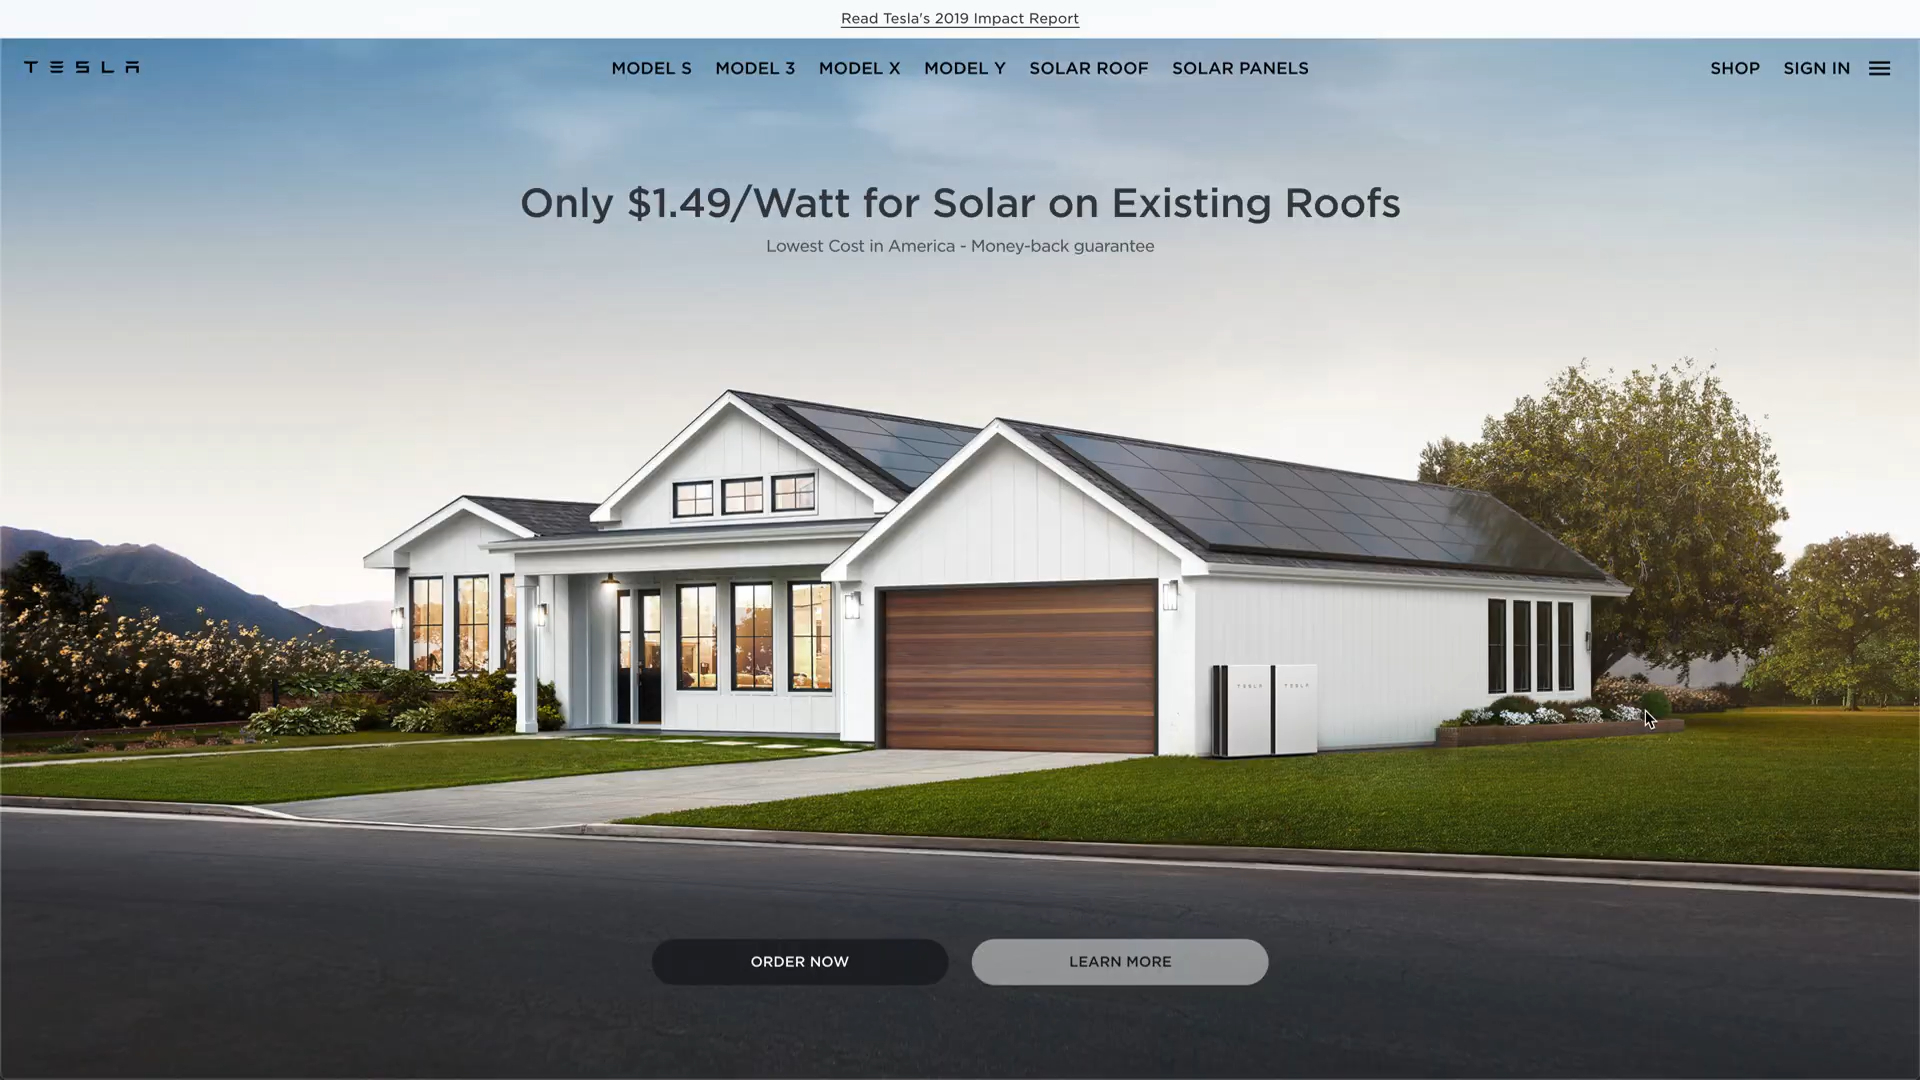 Read Tesla's 2019 Impact Report
TESLA
MODEL S MODEL 3 MODEL X MODEL Y SOLAR ROOF SOLAR PANELS
SHOP SIGN IN
Only $1.49/Watt for Solar on Existing Roofs
Lowest Cost in America - Money-back guarantee
TESLA TESLA
ORDER NOW
LEARN MORE